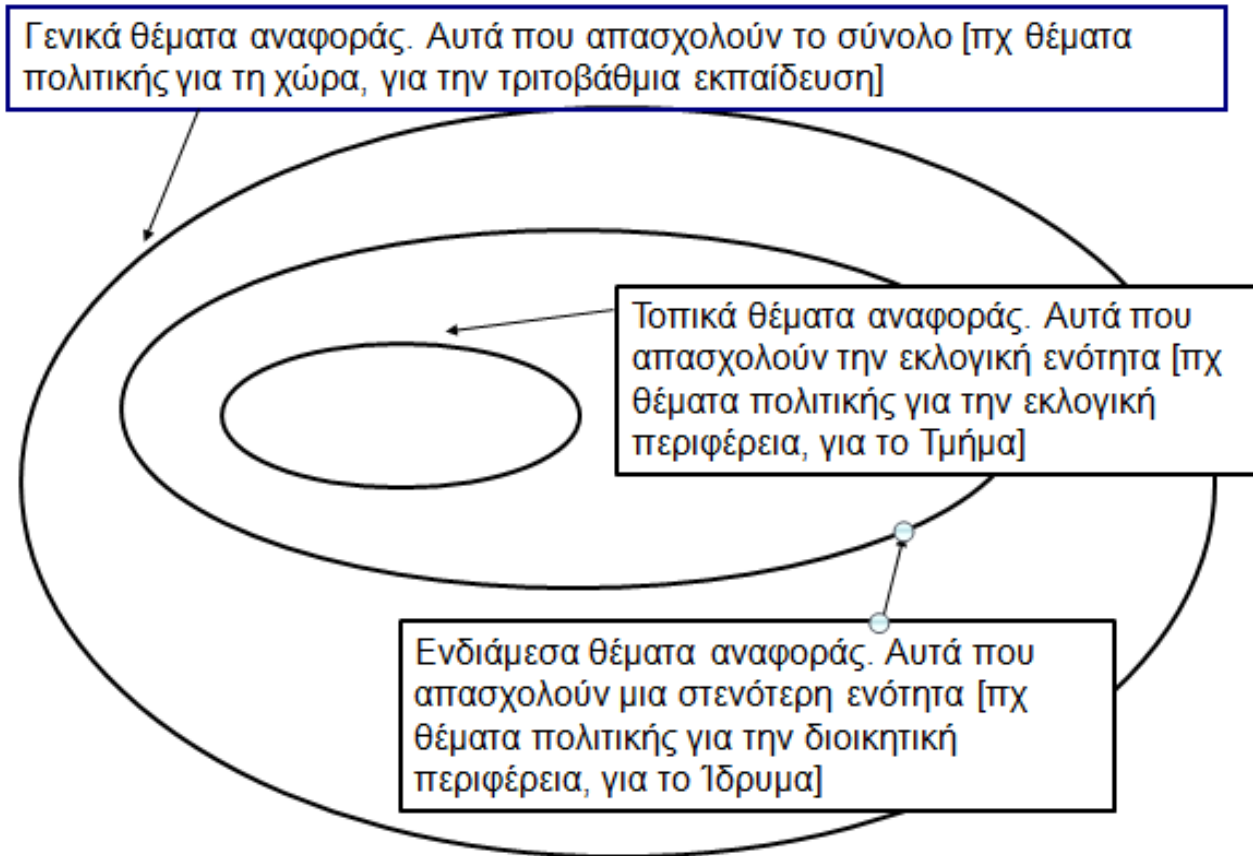 Γενικά θέματα αναφοράς. Αυτά που απασχολούν το σύνολο [πχ θέματα
πολιτικής για τη χώρα, για την τριτοβάθμια εκπαίδευση]
Τοπικά θέματα αναφοράς. Αυτά που
απασχολούν την εκλογική ενότητα [πχ
θέματα πολιτικής για την εκλογική
περιφέρεια, για το Τμήμα]
Ενδιάμεσα θέματα αναφοράς. Αυτά που
απασχολούν μια στενότερη ενότητα [πχ
θέματα πολιτικής για την διοικητική
περιφέρεια, για το Ίδρυμα]